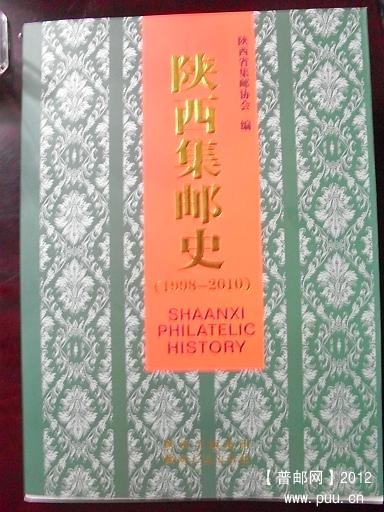 陕西省集邮协会 编
陕西集邮史
(1998-2010)
SHAANXI
PHILATELIC
HISTORY
【普邮网】2012
www.puu.cn